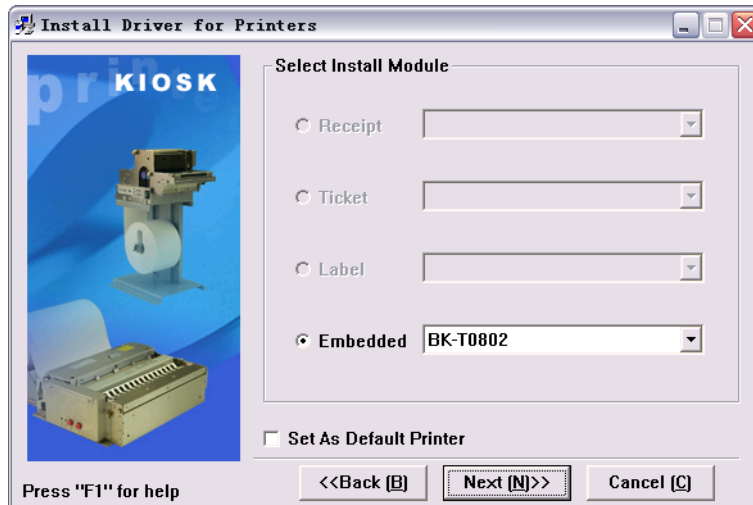 Install Driver for Printers
printe
KIOSK
Select Install Module
Receipt
Ticket
Label
Embedded BK-T0802
Set As Default Printer
Press "F1" for help
<<Back (B) Next (N)>> Cancel (C)